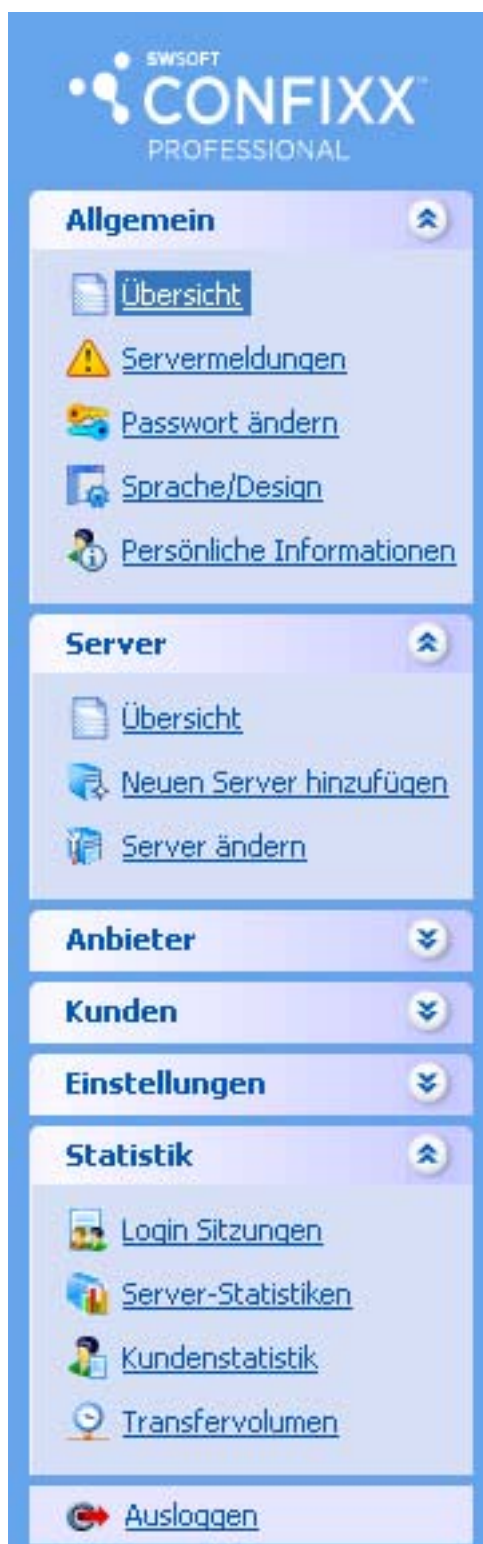 SWSOFT
CONFIXX™
PROFESSIONAL
Allgemein
Übersicht
Servermeldungen
Passwort ändern
Sprache/Design
Persönliche Informationen
Server
Übersicht
Neuen Server hinzufügen
Server ändern
Anbieter
Kunden
Einstellungen
Statistik
Login Sitzungen
Server-Statistiken
Kundenstatistik
Transfervolumen
Ausloggen